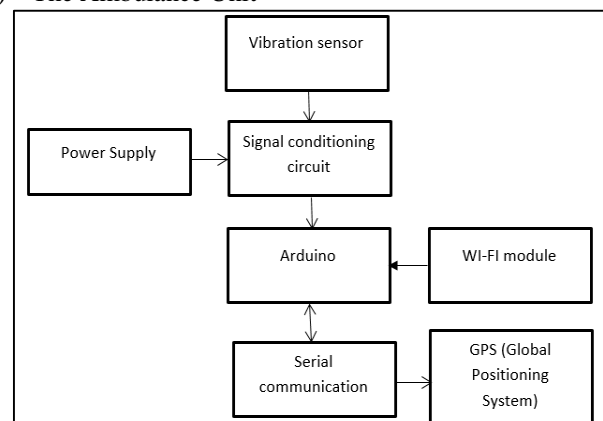 The Ambulance Unit
Vibration sensor
Power Supply
Signal conditioning
circuit
Arduino
WI-FI module
Serial
communication
GPS (Global
Positioning
System)